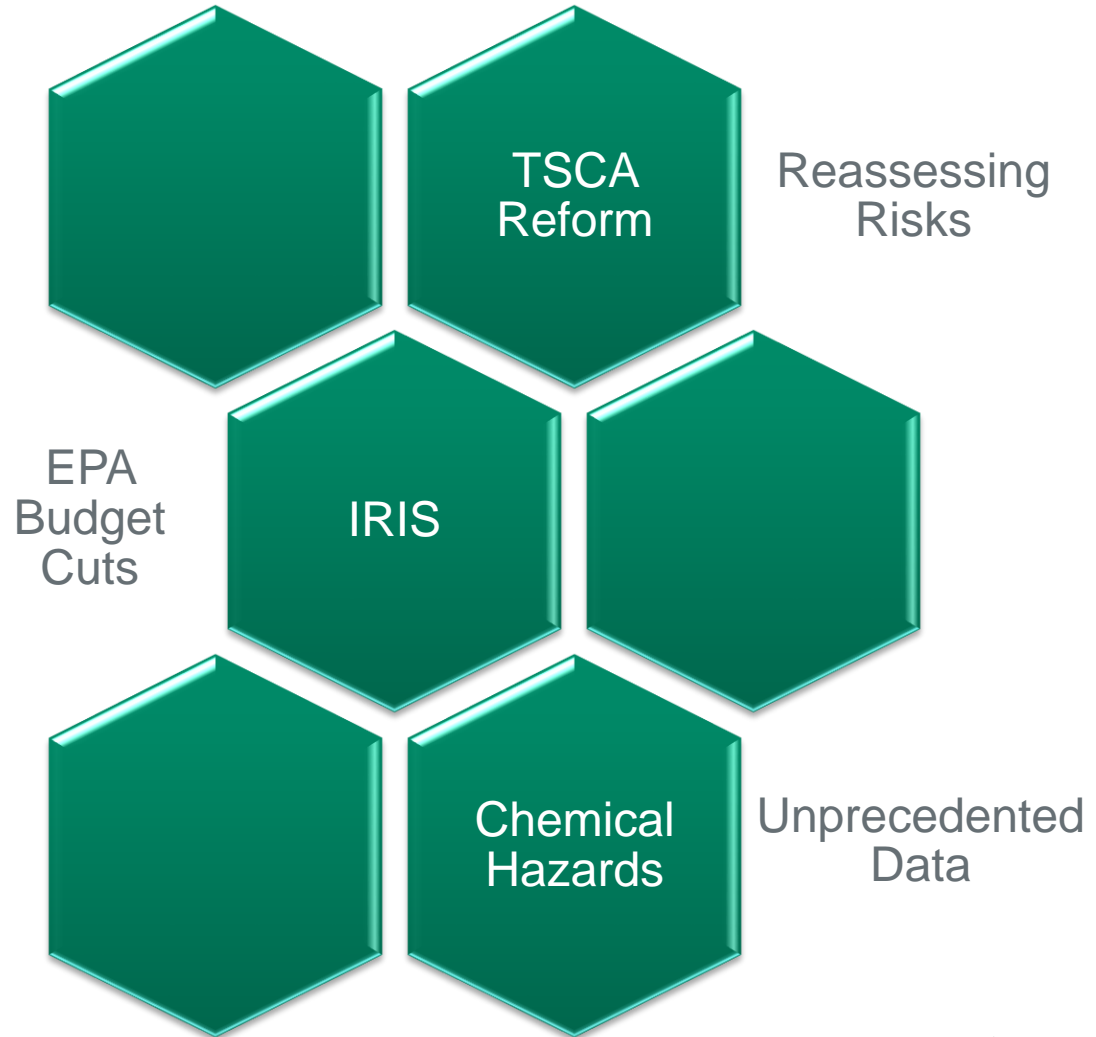 TSCA
Reform
Reassessing
Risks
EPA
Budget
Cuts
IRIS
Chemical
Hazards
Unprecedented
Data